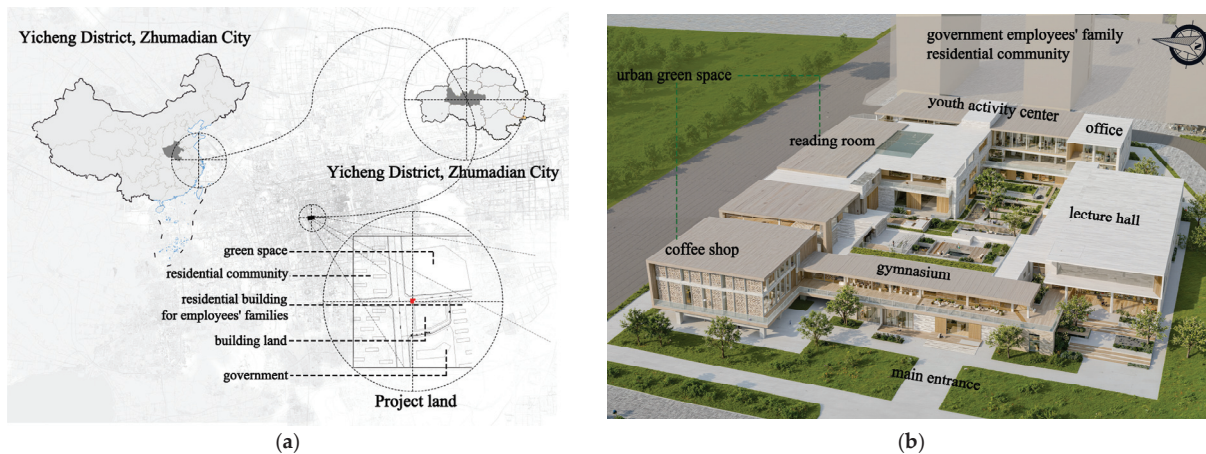 Yicheng District, Zhumadian City
Yicheng District, Zhumadian City
green space
residential community
residential building
for employees' families
building land
government
Project land
(a)
government employees' family
residential community
urban green space
youth activity center
office
reading room
lecture hall
coffee shop
gymnasium
main entrance
(b)